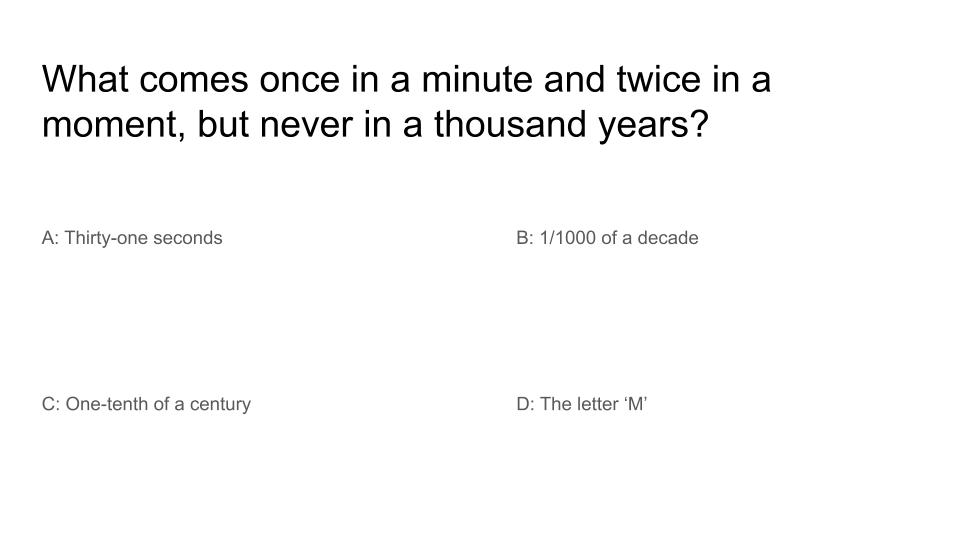 What comes once in a minute and twice in a
moment, but never in a thousand years?
A: Thirty-one seconds
B: 1/1000 of a decade
C: One-tenth of a century
D: The letter ‘M’